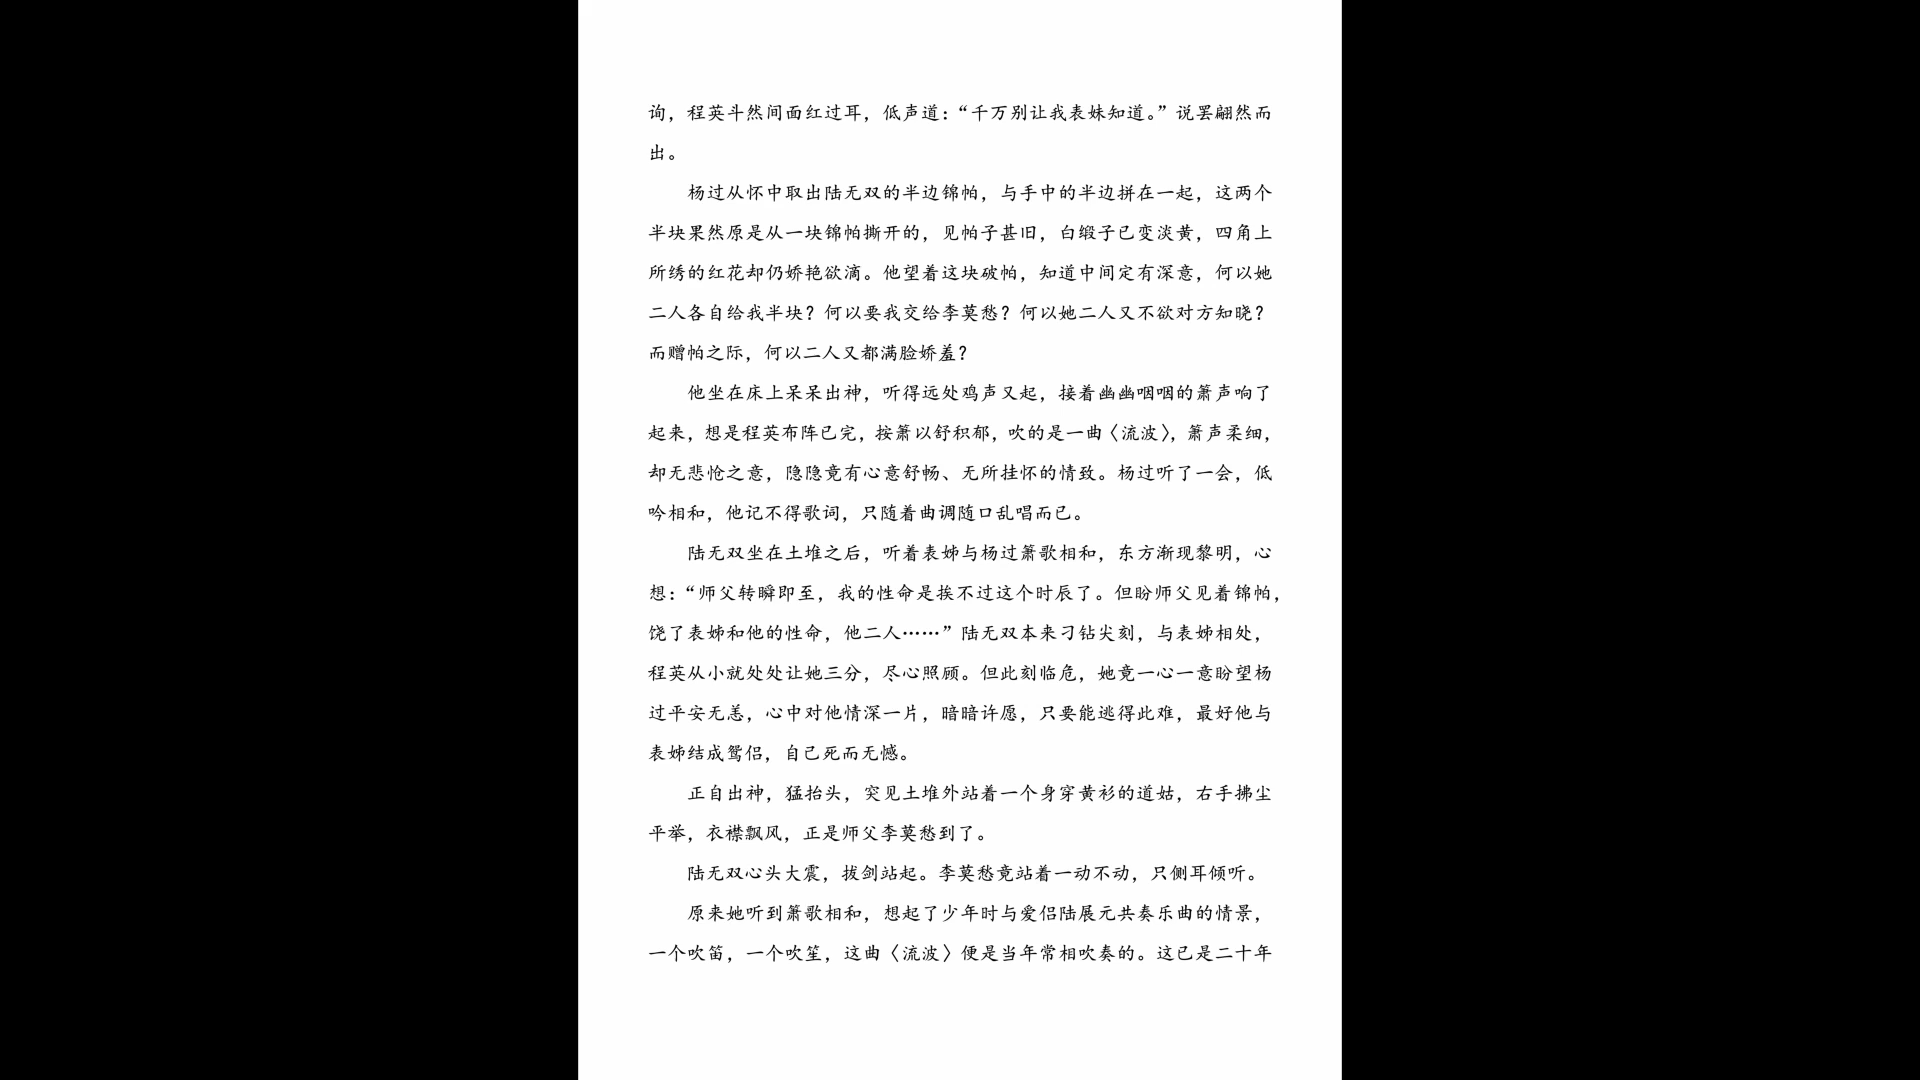 询，程英斗然间面红过耳，低声道：“千万别让我表妹知道。”说罢翩然而
出。
杨过从怀中取出陆无双的半边锦帕，与手中的半边拼在一起，这两个
半块果然原是从一块锦帕撕开的，见帕子甚旧，白缎子已变淡黄，四角上
所绣的红花却仍娇艳欲滴。他望着这块破帕，知道中间定有深意，何以她
二人各自给我半块？何以要我交给李莫愁？何以她二人又不欲对方知晓？
而赠帕之际，何以二人又都满脸娇羞？
他坐在床上呆呆出神，听得远处鸡声又起，接着幽幽咽咽的箫声响了
起来，想是程英布阵已完，按箫以舒积郁，吹的是一曲〈流波〉，箫声柔细，
却无悲怆之意，隐隐竟有心意舒畅、无所挂怀的情致。杨过听了一会，低
吟相和，他记不得歌词，只随着曲调随口乱唱而已。
陆无双坐在土堆之后，听着表姊与杨过箫歌相和，东方渐现黎明，心
想：“师父转瞬即至，我的性命是挨不过这个时辰了。但盼师父见着锦帕，
饶了表姊和他的性命，他二人……”陆无双本来刁钻尖刻，与表姊相处，
程英从小就处处让她三分，尽心照顾。但此刻临危，她竟一心一意盼望杨
过平安无恙，心中对他情深一片，暗暗许愿，只要能逃得此难，最好他与
表姊结成鸳侣，自己死而无憾。
正自出神，猛抬头，突见土堆外站着一个身穿黄衫的道姑，右手拂尘
平举，衣襟飘风，正是师父李莫愁到了。
陆无双心头大震，拔剑站起。李莫愁竟站着一动不动，只侧耳倾听。
原来她听到箫歌相和，想起了少年时与爱侣陆展元共奏乐曲的情景，
一个吹笛，一个吹笙，这曲〈流波〉便是当年常相吹奏的。这已是二十年